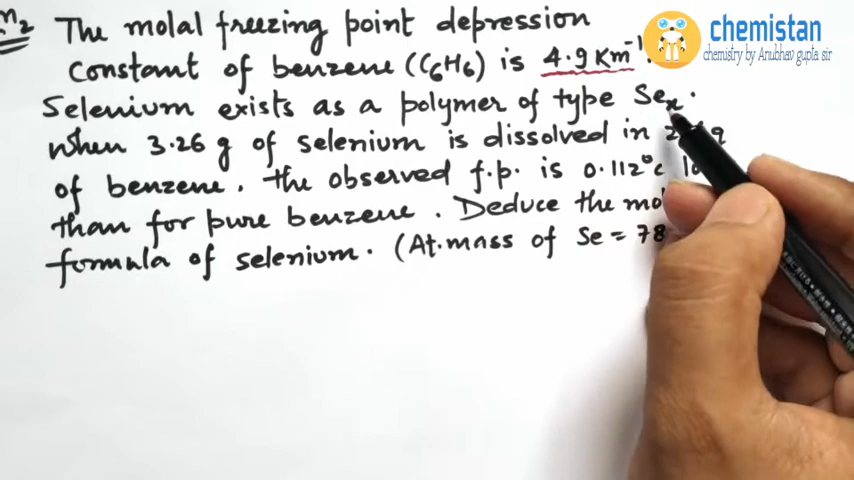 m2 The molal freezing point depression
Constant of benzene (C6H6) is 4.9 Km-1.
Selenium exists as a polymer of type Sex.
when 3.26 g of selenium is dissolved in
of benzene. the observed f.p. is 0.112°C
than for pure benzene. Deduce the
formula of selenium. (At.mass of Se = 78
chemistan
chemistry by Anubhav gupta sir